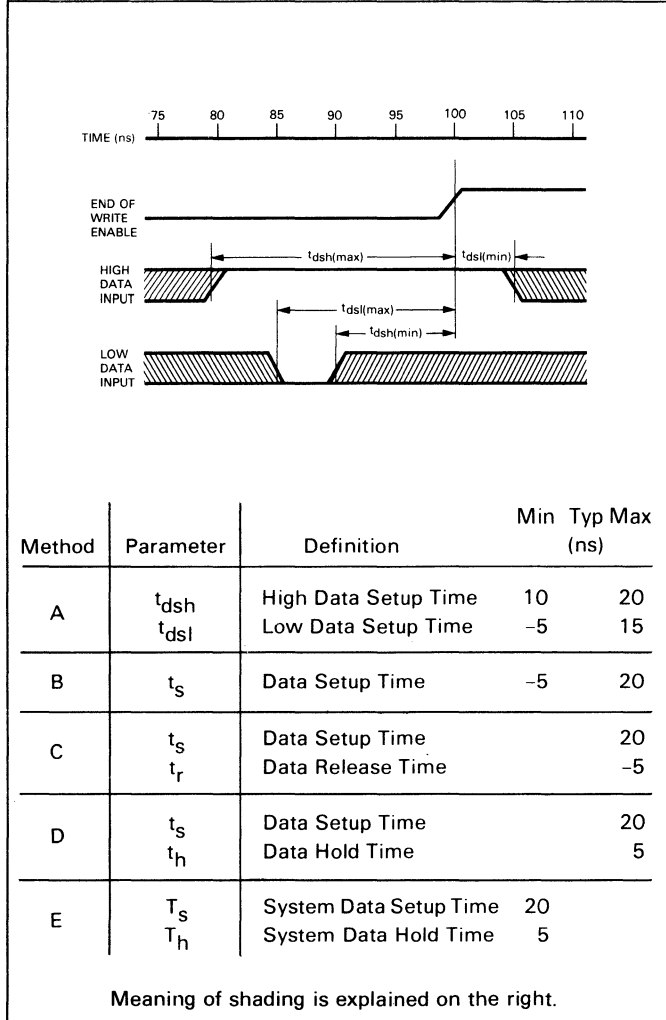 75 80 85 90 95 100 105 110
TIME (ns)
END OF
WRITE
ENABLE
tdsh(max) tdsl(min)
HIGH
DATA
INPUT
tdsl(max)
tdsh(min)
LOW
DATA
INPUT
Min Typ Max
Method Parameter Definition (ns)
A tdsh High Data Setup Time 10 20
tdsl Low Data Setup Time –5 15
B ts Data Setup Time –5 20
C ts Data Setup Time 20
tr Data Release Time –5
D ts Data Setup Time 20
th Data Hold Time 5
E Ts System Data Setup Time 20
Th System Data Hold Time 5
Meaning of shading is explained on the right.